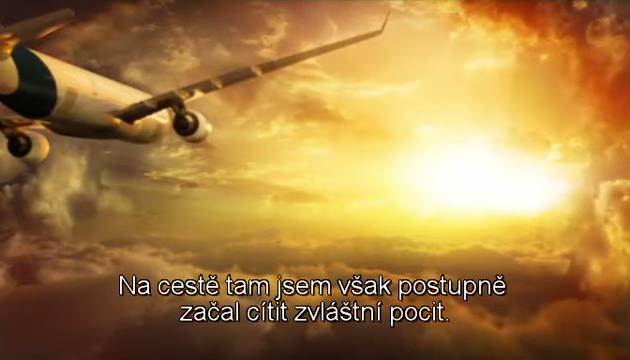 Na cestě tam jsem však postupně
začal cítit zvláštní pocit.